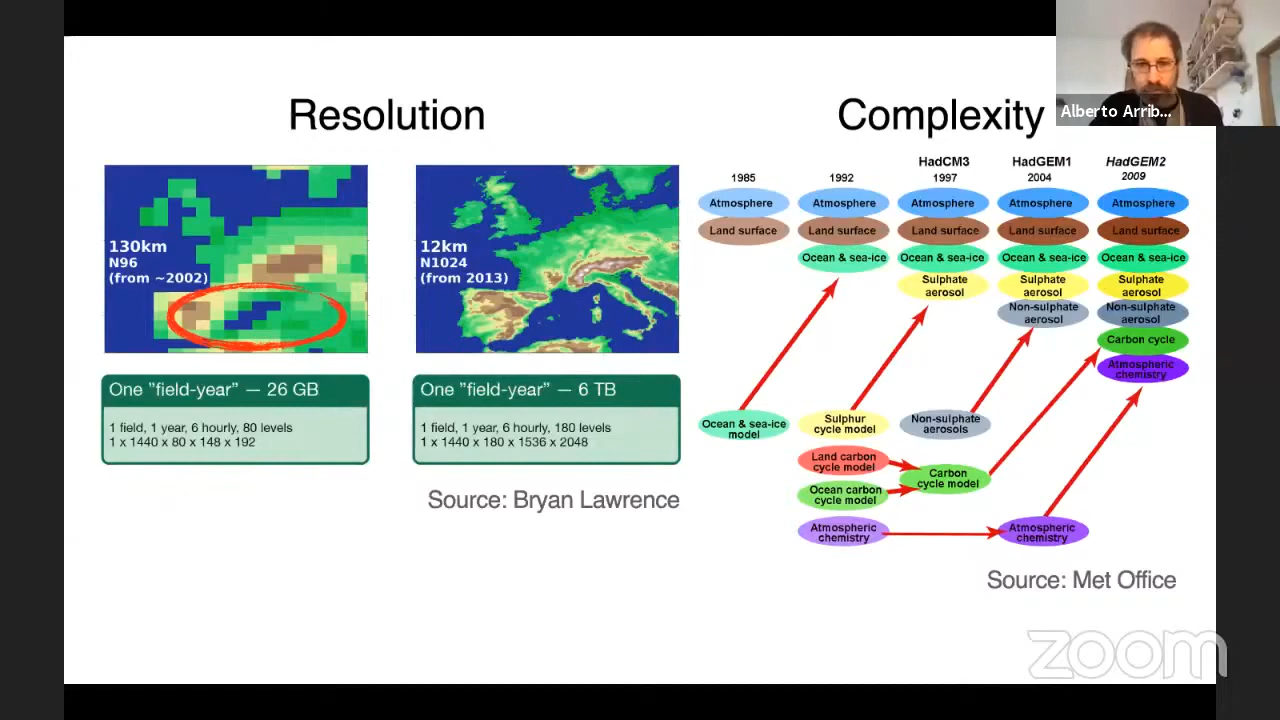 Resolution
130km
N96
(from ~2002)
12km
N1024
(from 2013)
One "field-year" — 26 GB
1 field, 1 year, 6 hourly, 80 levels
1 x 1440 x 80 x 148 x 192
One "field-year" — 6 TB
1 field, 1 year, 6 hourly, 180 levels
1 x 1440 x 180 x 1536 x 2048
Source: Bryan Lawrence
Complexity
Alberto Arrib...
HadCM3
HadGEM1
HadGEM2
1985
1992
1997
2004
2009
Atmosphere
Atmosphere
Atmosphere
Atmosphere
Atmosphere
Land surface
Land surface
Land surface
Land surface
Land surface
Ocean & sea-ice
Ocean & sea-ice
Ocean & sea-ice
Ocean & sea-ice
Sulphate
aerosol
Sulphate
aerosol
Sulphate
aerosol
Non-sulphate
aerosol
Non-sulphate
aerosol
Carbon cycle
Atmospheric
chemistry
Ocean & sea-ice
model
Sulphur
cycle model
Non-sulphate
aerosols
Land carbon
cycle model
Carbon
cycle model
Ocean carbon
cycle model
Atmospheric
chemistry
Atmospheric
chemistry
Source: Met Office
zoom